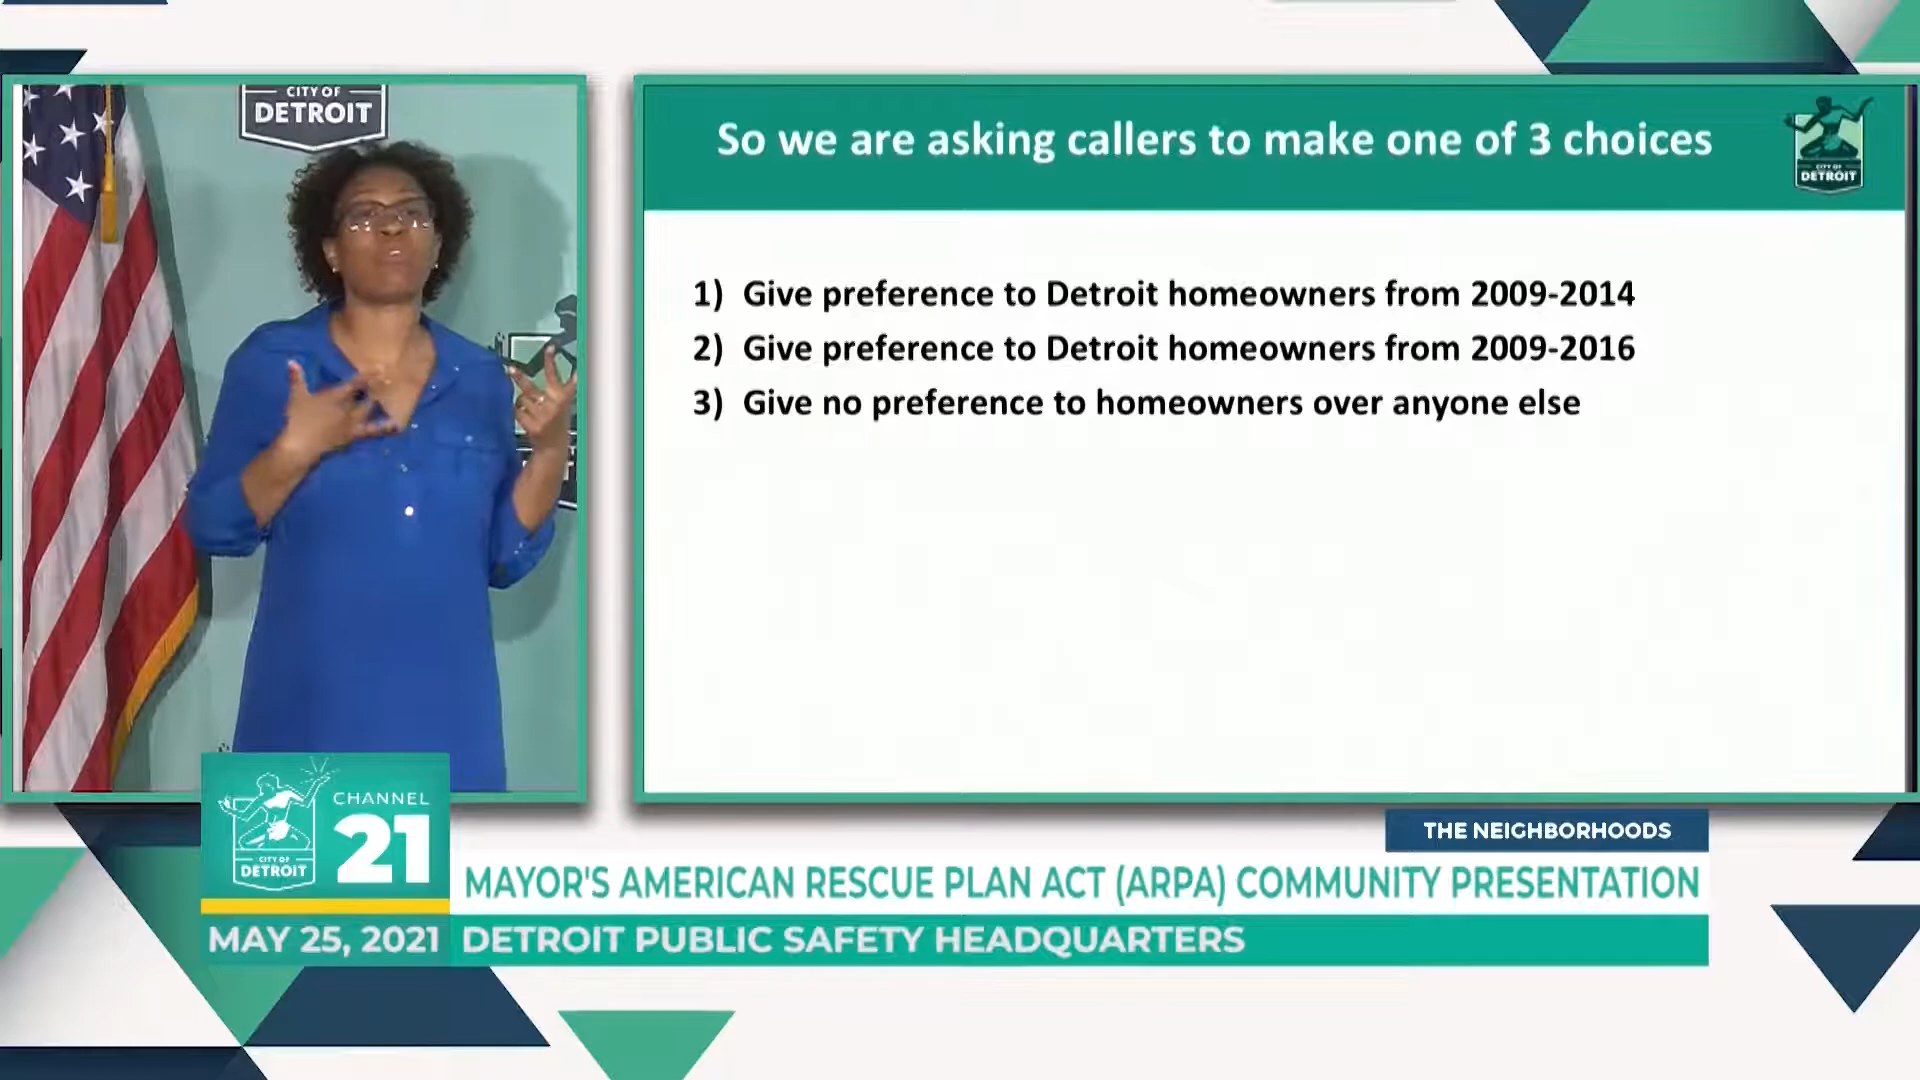 CITY OF
DETROIT
So we are asking callers to make one of 3 choices
CITY OF
DETROIT
1) Give preference to Detroit homeowners from 2009-2014
2) Give preference to Detroit homeowners from 2009-2016
3) Give no preference to homeowners over anyone else
THE NEIGHBORHOODS
CHANNEL
21
CITY OF
DETROIT
MAYOR'S AMERICAN RESCUE PLAN ACT (ARPA) COMMUNITY PRESENTATION
MAY 25, 2021
DETROIT PUBLIC SAFETY HEADQUARTERS